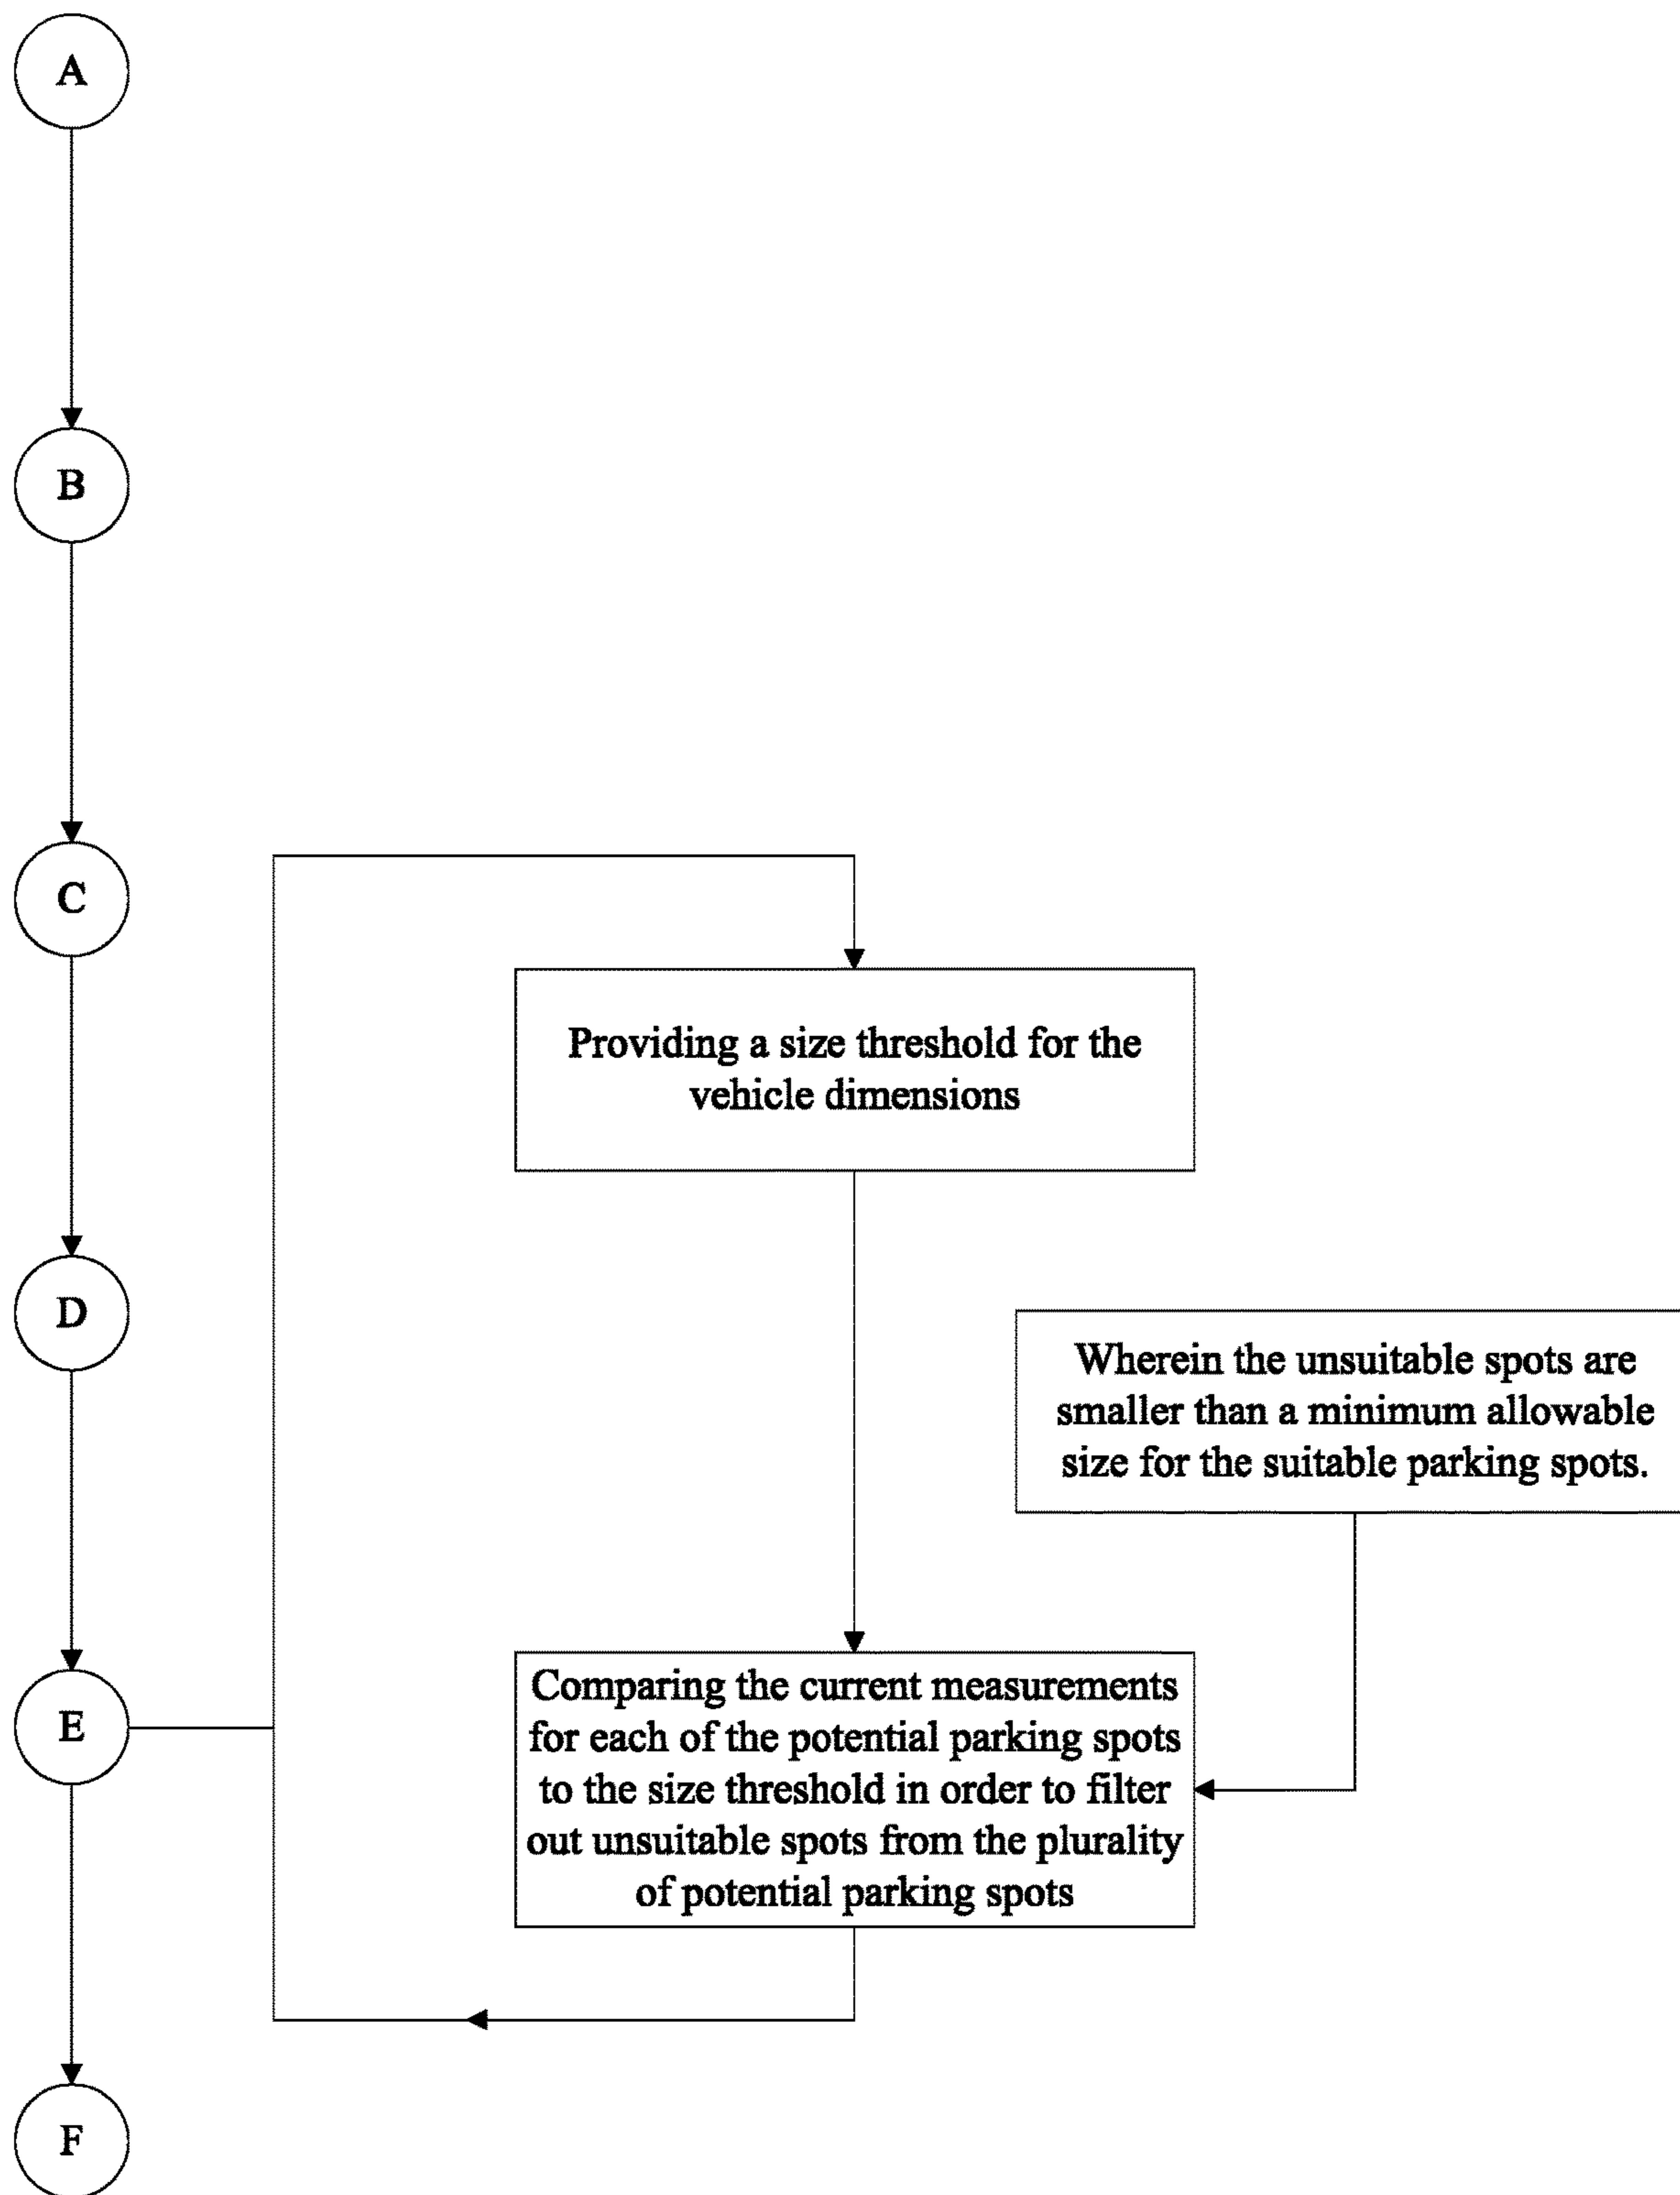 A
B
C
Providing a size threshold for the
vehicle dimensions
D
Wherein the unsuitable spots are
smaller than a minimum allowable
size for the suitable parking spots.
E
Comparing the current measurements
for each of the potential parking spots
to the size threshold in order to filter
out unsuitable spots from the plurality
of potential parking spots
F